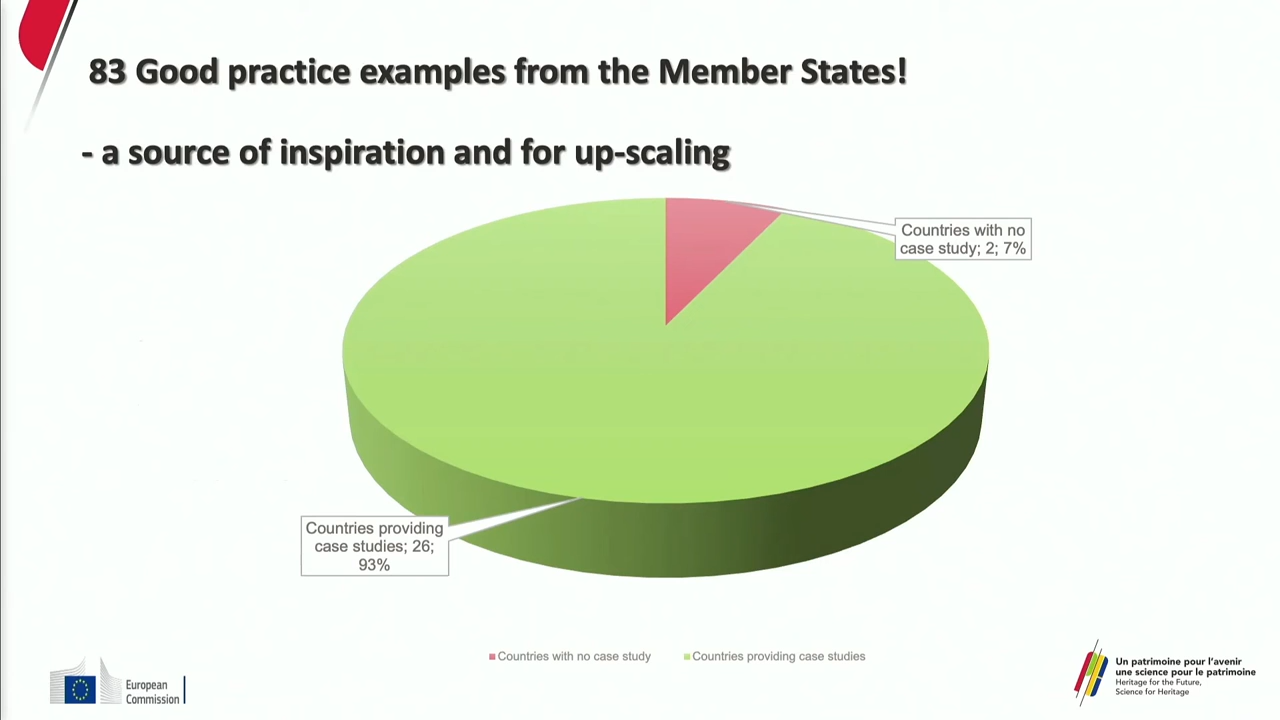 83 Good practice examples from the Member States!
- a source of inspiration and for up-scaling
Countries with no
case study; 2; 7%
Countries providing
case studies; 26;
93%
Countries with no case study
Countries providing case studies
European
Commission
Un patrimoine pour l'avenir
une science pour le patrimoine
Heritage for the Future,
Science for Heritage